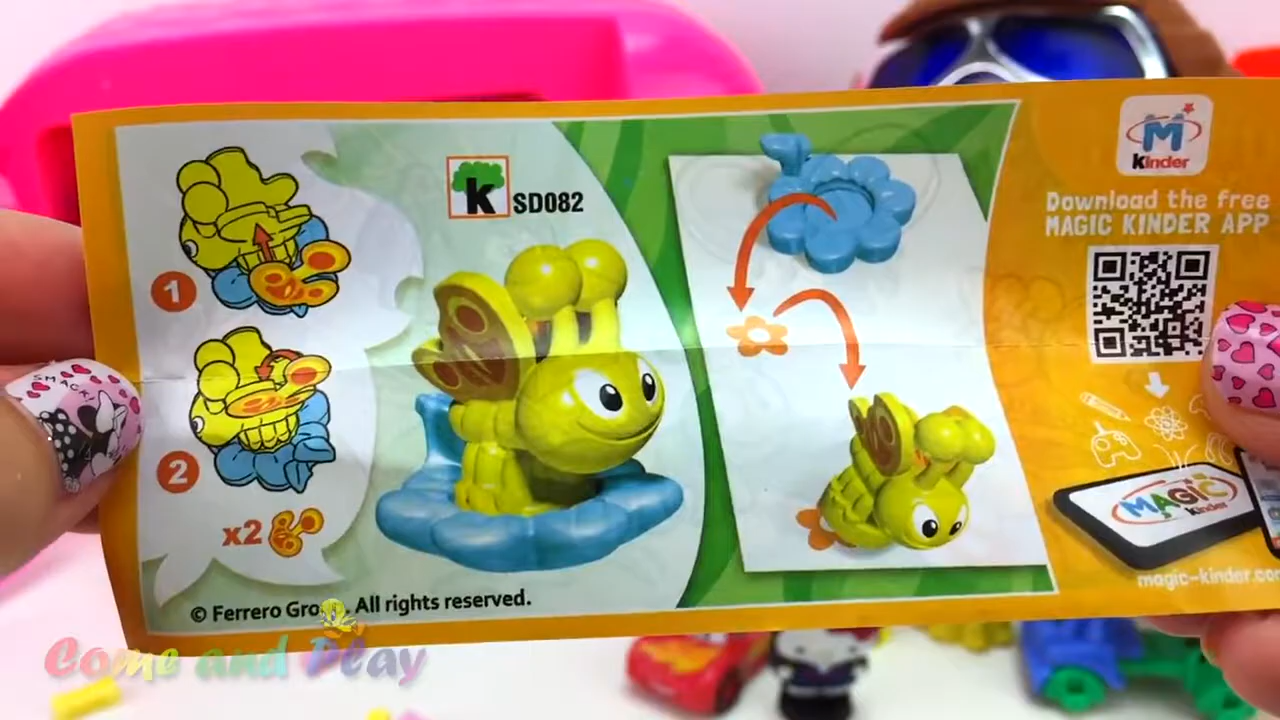 K SD082
1
2
x2
© Ferrero All rights reserved.
M
Kinder
Download the free
MAGIC KINDER APP
MAGIC
Kinder
magic-kinder.co
SMACK
Come and Play